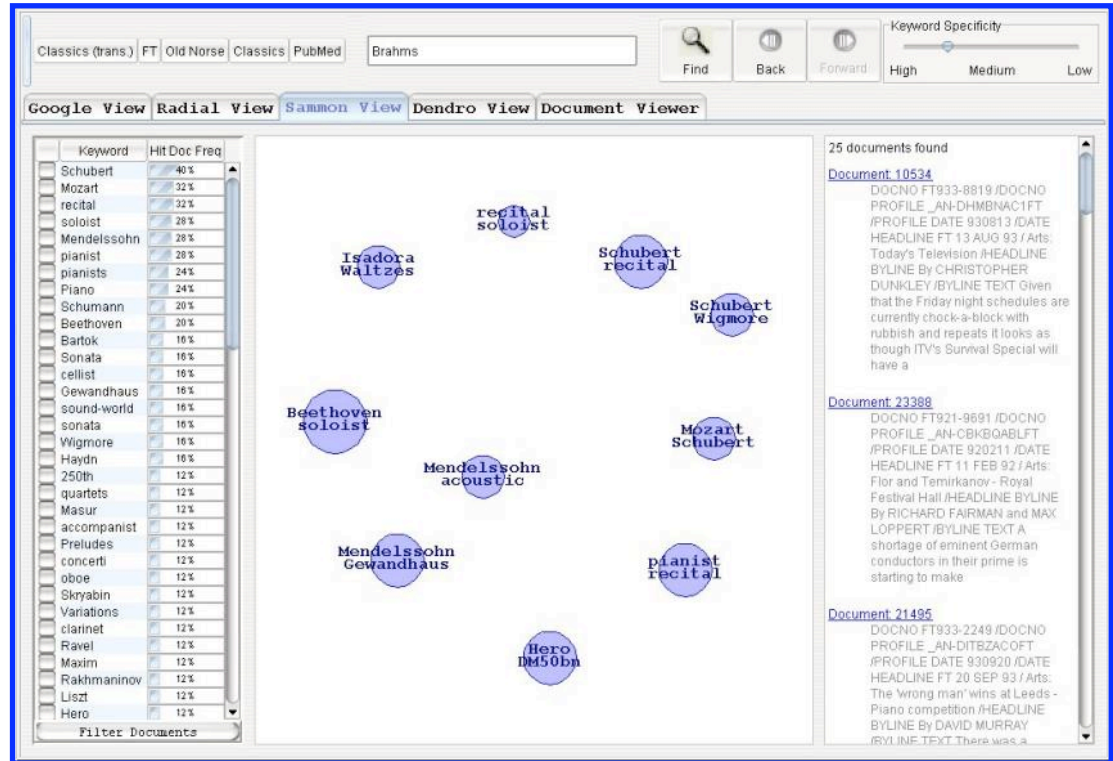 Classics (trans.) FT Old Norse Classics PubMed
Brahms
Find
Back
Forward
Keyword Specificity
High Medium Low
Google View Radial View Sammon View Dendro View Document Viewer
Keyword Hit Doc Freq
Schubert 40 %
Mozart 32 %
recital 32 %
soloist 28 %
Mendelssohn 28 %
pianist 28 %
pianists 24 %
Piano 24 %
Schumann 20 %
Beethoven 20 %
Bartok 16 %
Sonata 16 %
cellist 16 %
Gewandhaus 16 %
sound-world 16 %
sonata 16 %
Wigmore 16 %
Haydn 16 %
250th 12 %
quartets 12 %
Masur 12 %
accompanist 12 %
Preludes 12 %
concerti 12 %
oboe 12 %
Skryabin 12 %
Variations 12 %
clarinet 12 %
Ravel 12 %
Maxim 12 %
Rakhmaninov 12 %
Liszt 12 %
Hero 12 %
Filter Documents
recital
soloist
Isadora
Waltzes
Schubert
recital
Schubert
Wigmore
Beethoven
soloist
Mozart
Schubert
Mendelssohn
acoustic
Mendelssohn
Gewandhaus
pianist
recital
Hero
DM50bn
25 documents found
Document: 10534
DOCNO FT933-8819 /DOCNO
PROFILE _AN-DHMBNAC1FT
/PROFILE DATE 930813 /DATE
HEADLINE FT 13 AUG 93 / Arts:
Today's Television /HEADLINE
BYLINE By CHRISTOPHER
DUNKLEY /BYLINE TEXT Given
that the Friday night schedules are
currently chock-a-block with
rubbish and repeats it looks as
though ITV's Survival Special will
have a
Document: 23388
DOCNO FT921-9691 /DOCNO
PROFILE _AN-CBKBQABLFT
/PROFILE DATE 920211 /DATE
HEADLINE FT 11 FEB 92 / Arts:
Flor and Temirkanov - Royal
Festival Hall /HEADLINE BYLINE
By RICHARD FAIRMAN and MAX
LOPPERT /BYLINE TEXT A
shortage of eminent German
conductors in their prime is
starting to make
Document: 21495
DOCNO FT933-2249 /DOCNO
PROFILE _AN-DITBZACOFT
/PROFILE DATE 930920 /DATE
HEADLINE FT 20 SEP 93 / Arts:
The 'wrong man' wins at Leeds -
Piano competition /HEADLINE
BYLINE By DAVID MURRAY
/BYLINE TEXT There was a